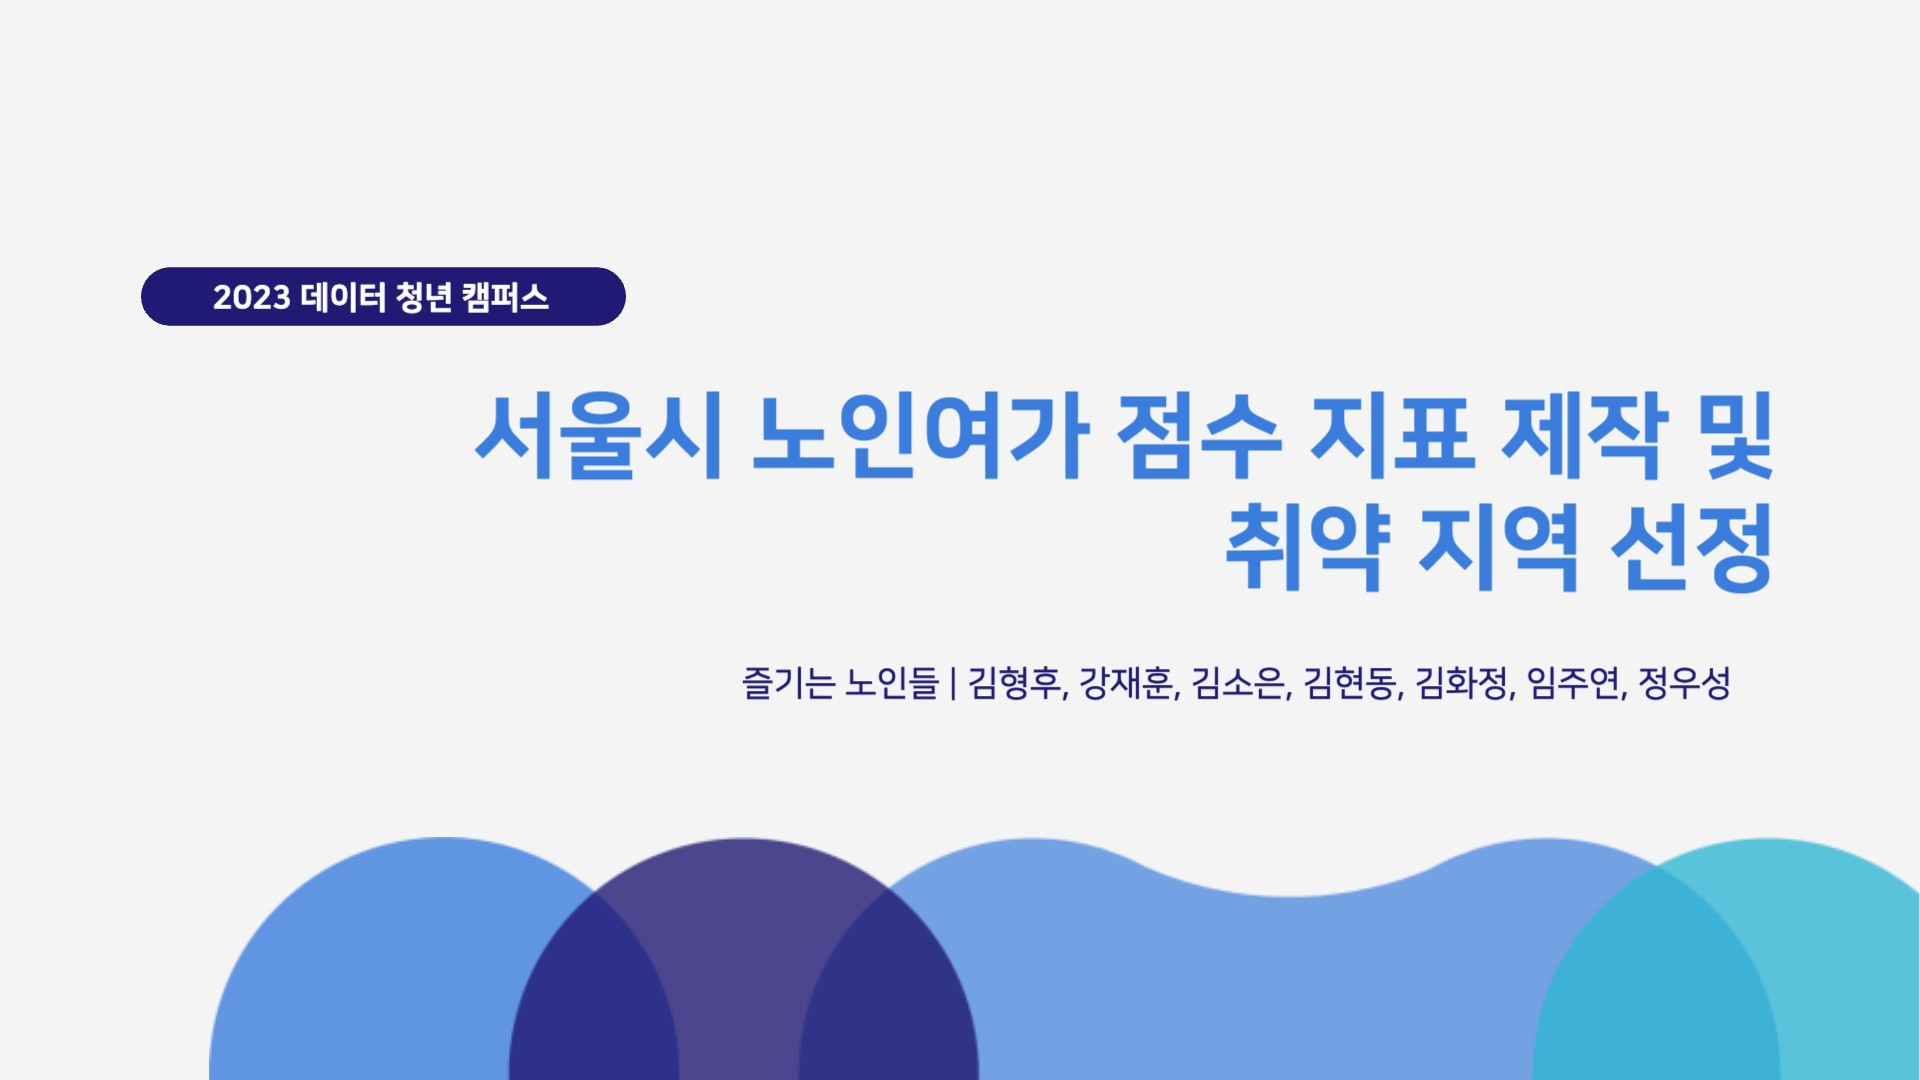 2023 데이터 청년 캠퍼스
서울시 노인여가 점수 지표 제작 및
취약 지역 선정
즐기는 노인들 | 김형후, 강재훈, 김소은, 김현동, 김화정, 임주연, 정우성